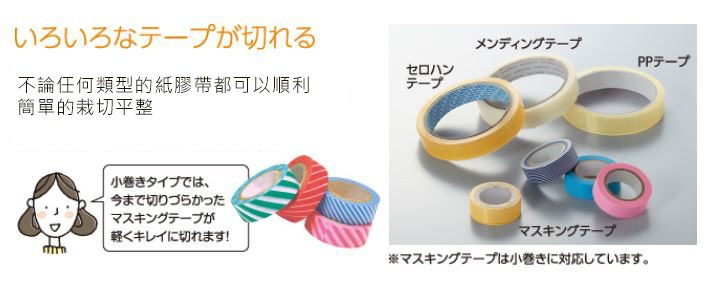 いろいろなテープが切れる
不論任何類型的紙膠帶都可以順利
簡單的栽切平整
小巻きタイプでは、
今まで切りづらかった
マスキングテープが
軽くキレイに切れます!
メンディングテープ
PPテープ
セロハン
テープ
マスキングテープ
※マスキングテープは小巻きに対応しています。